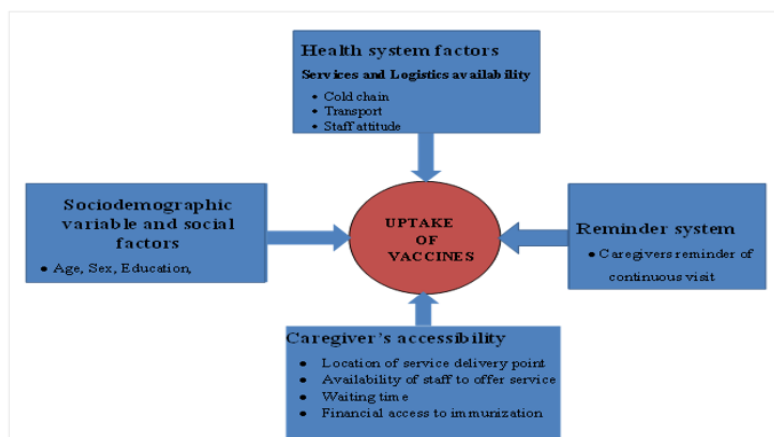 Health system factors
Services and Logistics availability
• Cold chain
• Transport
• Staff attitude
Sociodemographic
variable and social
factors
• Age, Sex, Education,
UPTAKE
OF
VACCINES
Reminder system
• Caregivers reminder of
continuous visit
Caregiver's accessibility
• Location of service delivery point
• Availability of staff to offer service
• Waiting time
• Financial access to immunization